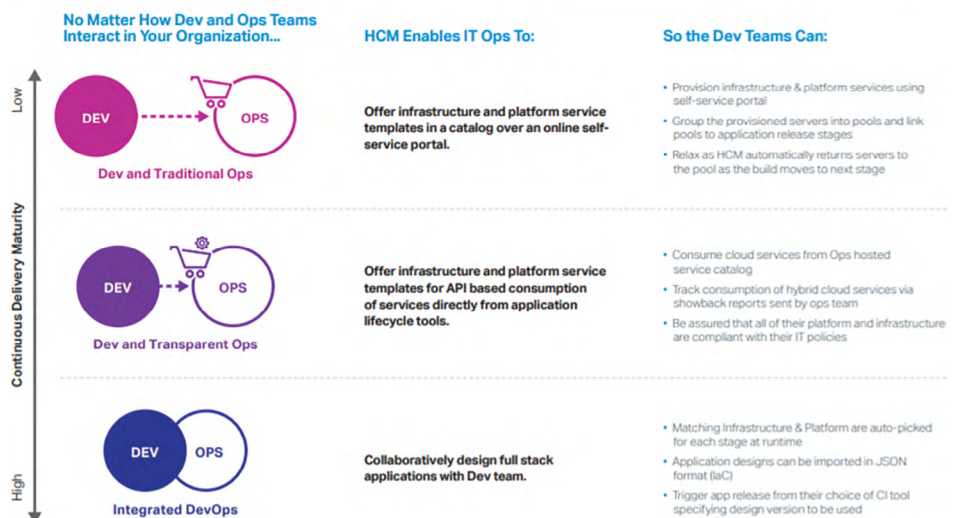 No Matter How Dev and Ops Teams
Interact in Your Organization...
HCM Enables IT Ops To:
So the Dev Teams Can:
Continuous Delivery Maturity
Low
High
DEV
OPS
Dev and Traditional Ops
Offer infrastructure and platform service
templates in a catalog over an online self-
service portal.
• Provision infrastructure & platform services using
self-service portal
• Group the provisioned servers into pools and link
pools to application release stages
• Relax as HCM automatically returns servers to
the pool as the build moves to next stage
DEV
OPS
Dev and Transparent Ops
Offer infrastructure and platform service
templates for API based consumption
of services directly from application
lifecycle tools.
• Consume cloud services from Ops hosted
service catalog
• Track consumption of hybrid cloud services via
showback reports sent by ops team
• Be assured that all of their platform and infrastructure
are compliant with their IT policies
DEV
OPS
Integrated DevOps
Collaboratively design full stack
applications with Dev team.
• Matching Infrastructure & Platform are auto-picked
for each stage at runtime
• Application designs can be imported in JSON
format (IaC)
• Trigger app release from their choice of CI tool
specifying design version to be used